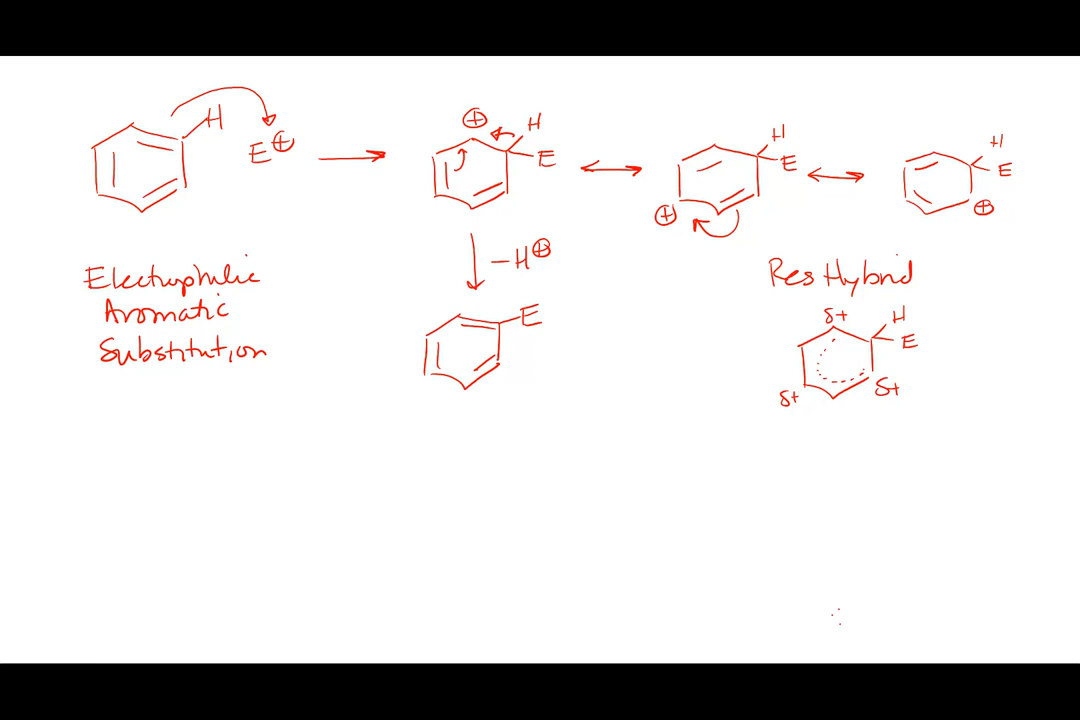 H
E⊕
⊕
H
E
H
E
⊕
H
E
⊕
−H⊕
Electrophilic
Aromatic
Substitution
E
Res Hybrid
δ+
H
E
δ+
δ+